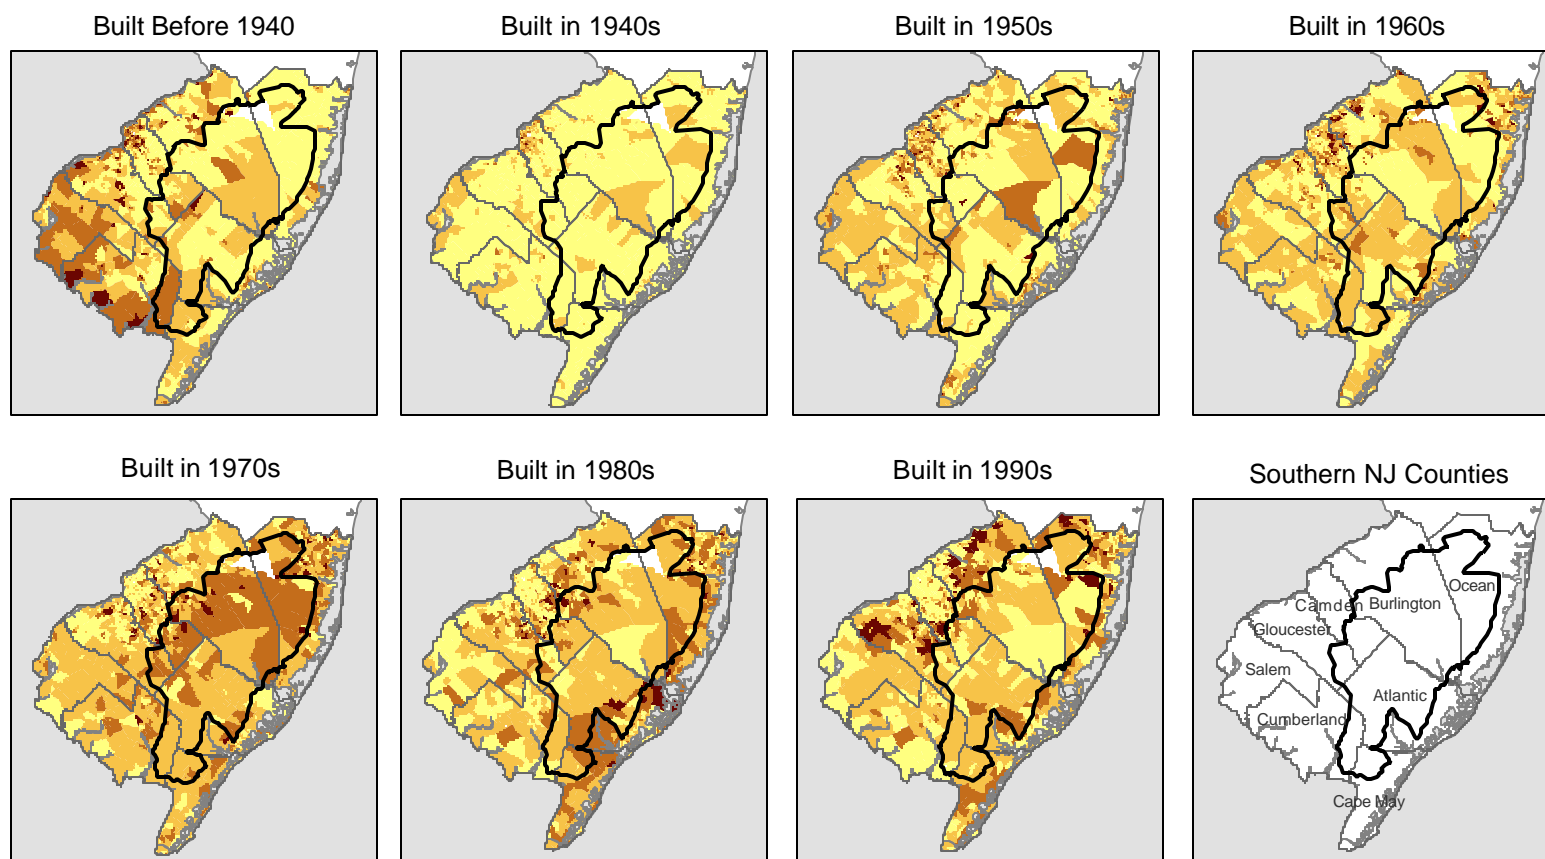 Built Before 1940
Built in 1940s
Built in 1950s
Built in 1960s
Built in 1970s
Built in 1980s
Built in 1990s
Southern NJ Counties
Ocean
Camden
Burlington
Gloucester
Salem
Atlantic
Cumberland
Cape May